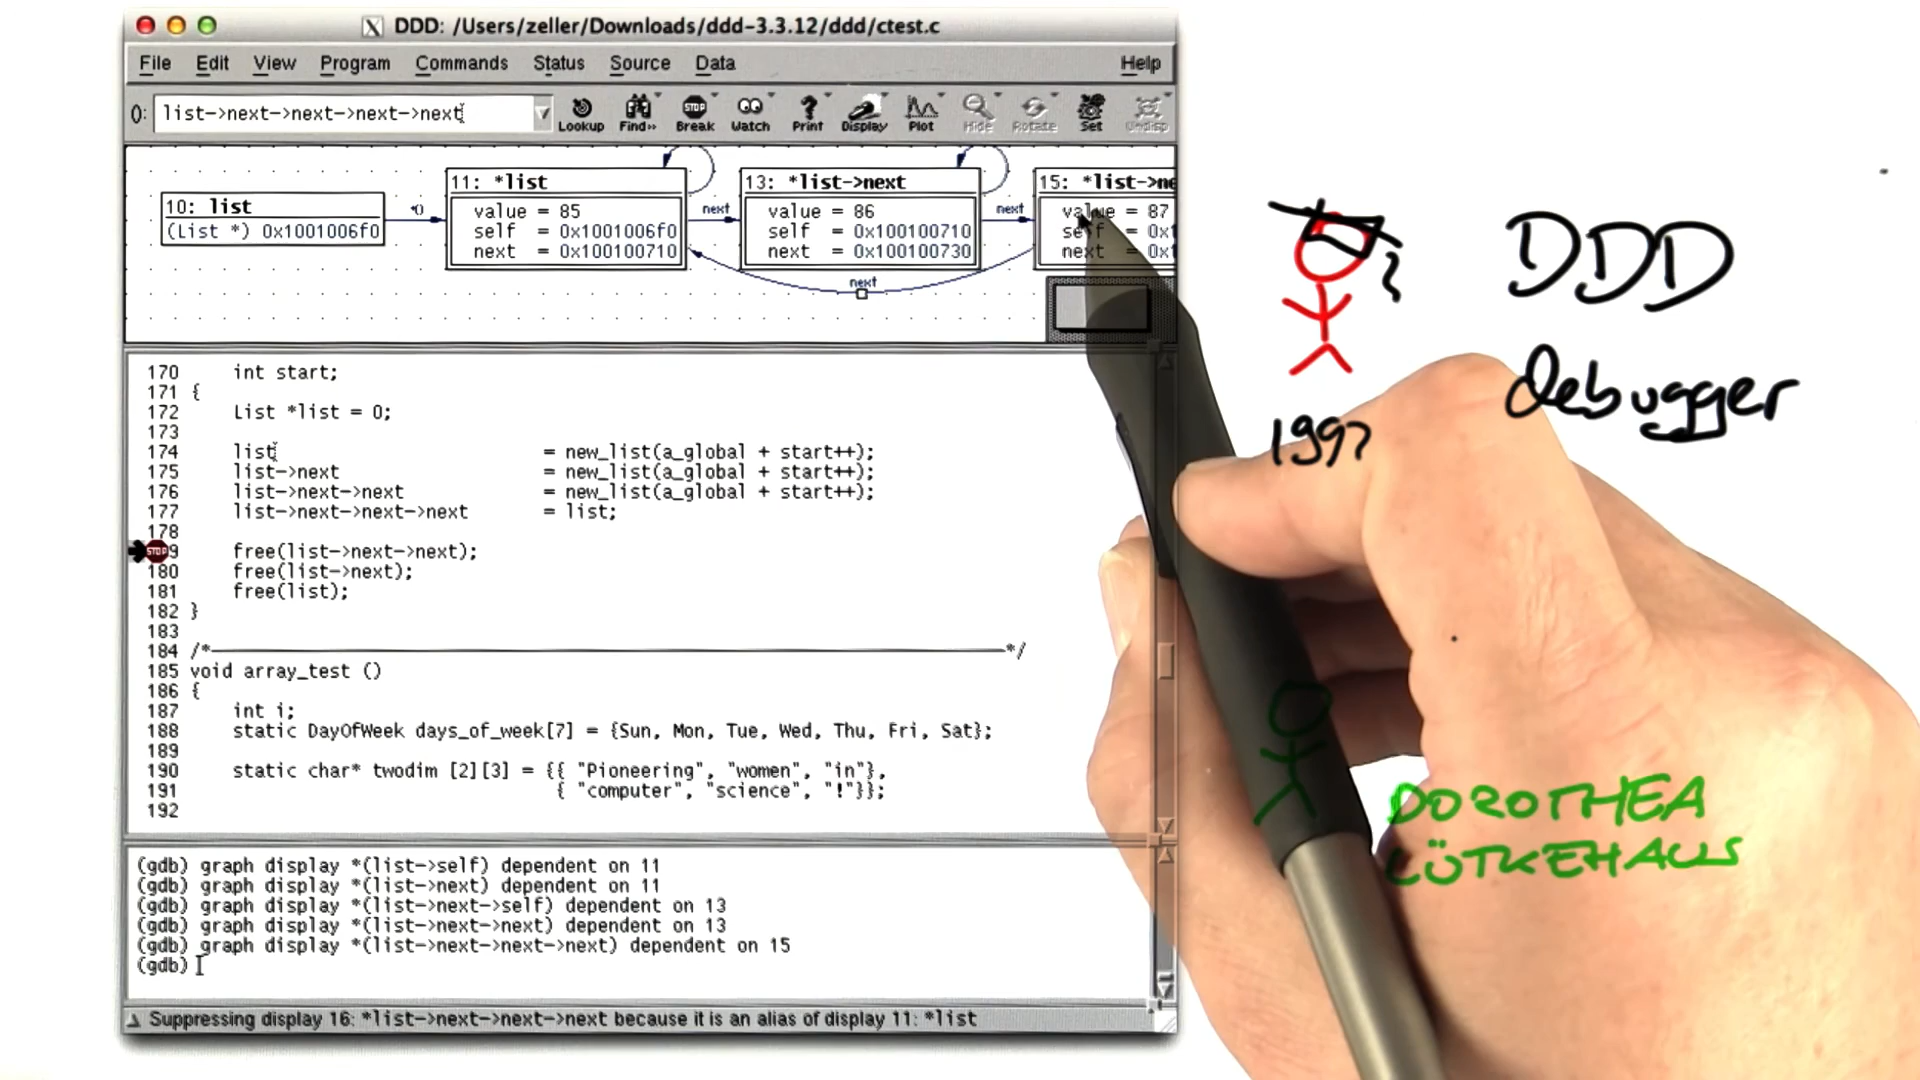 DDD: /Users/zeller/Downloads/ddd-3.3.12/ddd/ctest.c
File Edit View Program Commands Status Source Data Help
(): list->next->next->next->next
Lookup Find>> Break Watch Print Display Plot Hide Rotate Set Undisp
10: list
(List *) 0x1001006f0
*()
11: *list
value = 85
self = 0x1001006f0
next = 0x100100710
next
13: *list->next
value = 86
self = 0x100100710
next = 0x100100730
next
15: *list->ne
value = 87
self = 0x1
next = 0x1
next
170 int start;
171 {
172 List *list = 0;
173
174 list = new_list(a_global + start++);
175 list->next = new_list(a_global + start++);
176 list->next->next = new_list(a_global + start++);
177 list->next->next->next = list;
178
STOP 9 free(list->next->next);
180 free(list->next);
181 free(list);
182 }
183
184 /*
*/
185 void array_test ()
186 {
187 int i;
188 static DayOfWeek days_of_week[7] = {Sun, Mon, Tue, Wed, Thu, Fri, Sat};
189
190 static char* twodim [2][3] = {{ "Pioneering", "women", "in"},
191 { "computer", "science", "!"}};
192
(gdb) graph display *(list->self) dependent on 11
(gdb) graph display *(list->next) dependent on 11
(gdb) graph display *(list->next->self) dependent on 13
(gdb) graph display *(list->next->next) dependent on 13
(gdb) graph display *(list->next->next->next) dependent on 15
(gdb)
Suppressing display 16: *list->next->next->next because it is an alias of display 11: *list
DDD
debugger
1997
DOROTHEA
LÜTKEHAUS